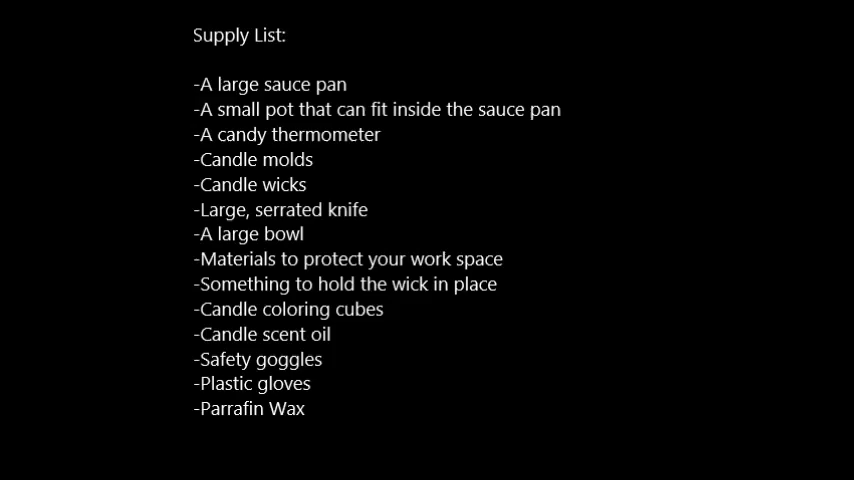 Supply List:
-A large sauce pan
-A small pot that can fit inside the sauce pan
-A candy thermometer
-Candle molds
-Candle wicks
-Large, serrated knife
-A large bowl
-Materials to protect your work space
-Something to hold the wick in place
-Candle coloring cubes
-Candle scent oil
-Safety goggles
-Plastic gloves
-Parrafin Wax